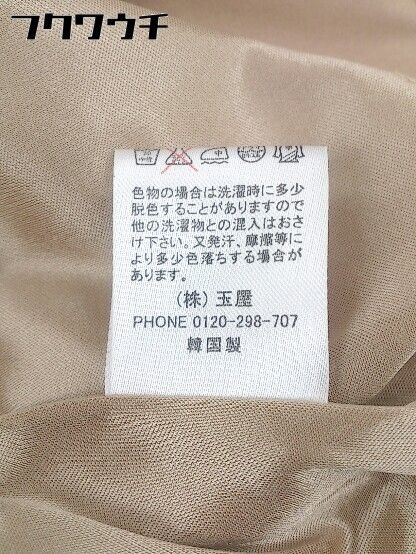 フクワウチ
色物の場合は洗濯時に多少
脱色することがありますので
他の洗濯物との混入はおさ
け下さい。又発汗、摩擦等に
より多少色落ちする場合が
あります。
(株)玉屋
PHONE 0120-298-707
韓国製